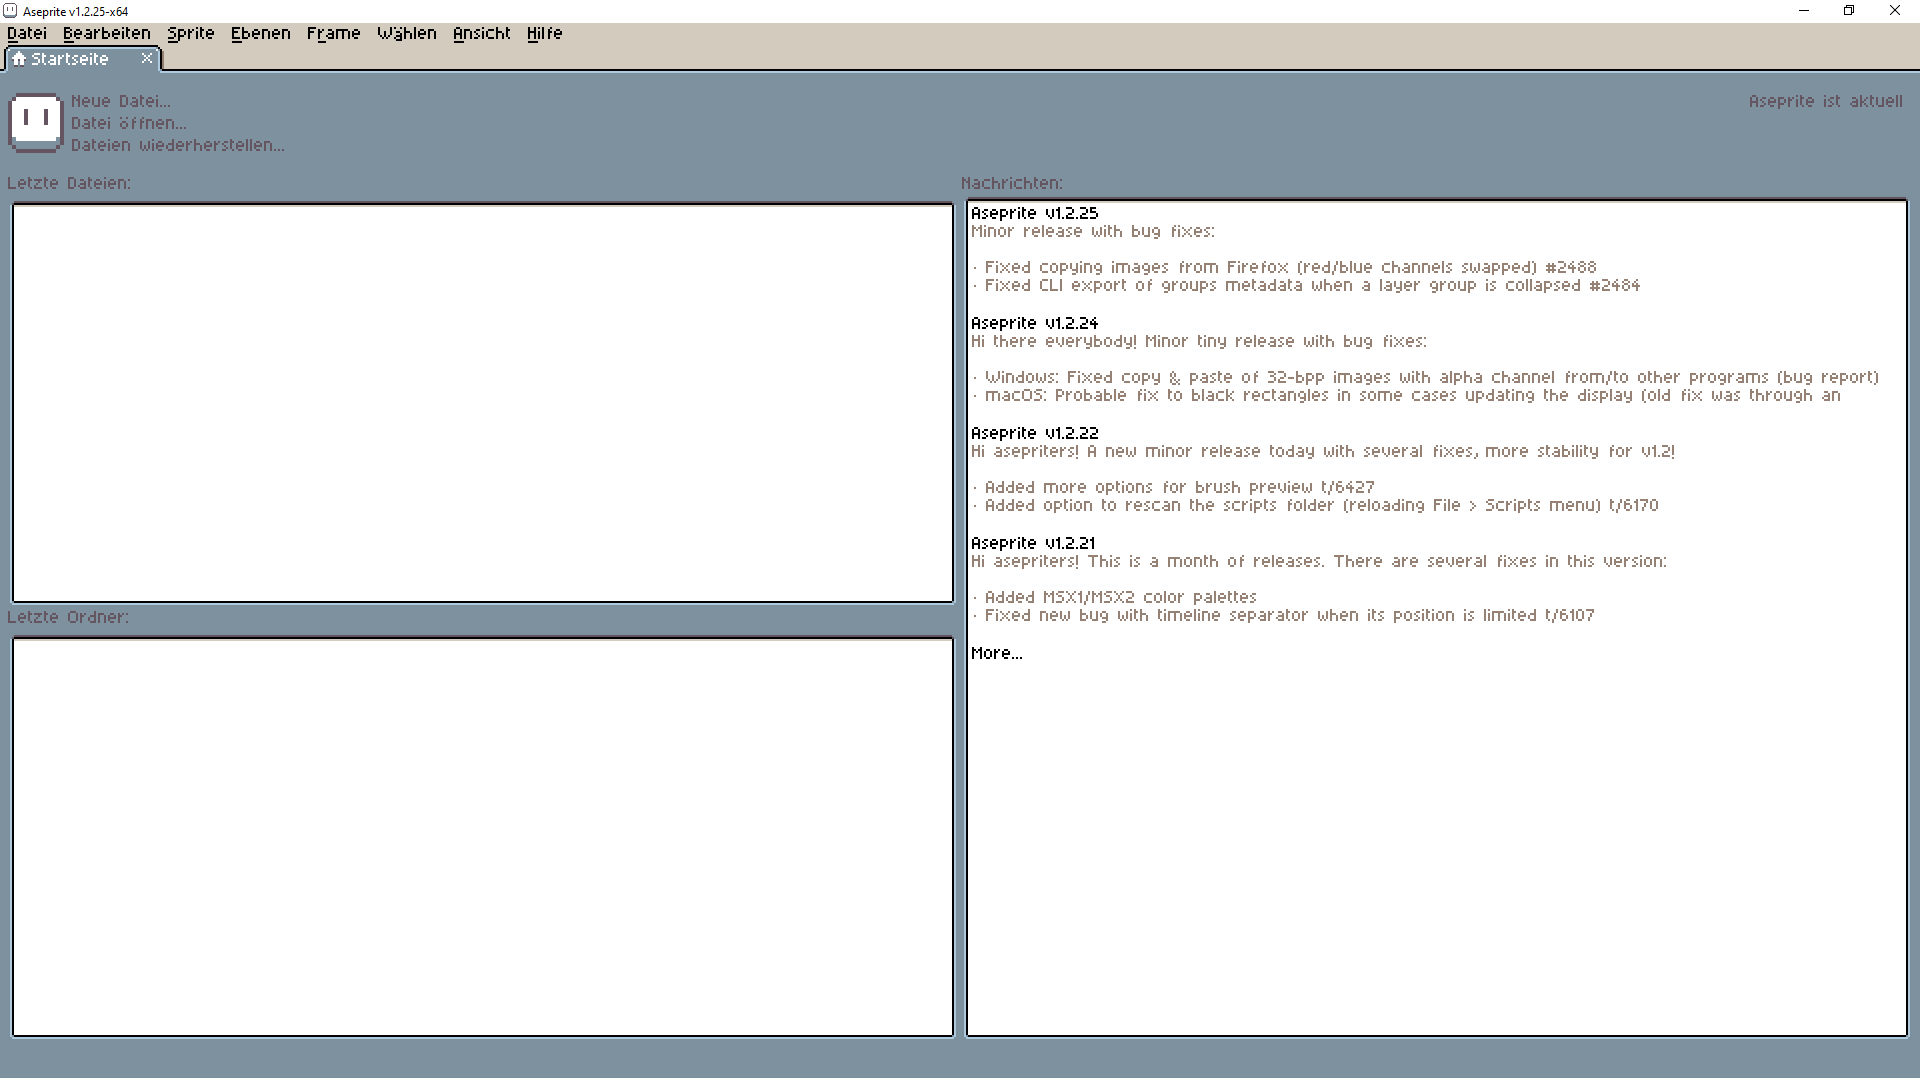 Aseprite v1.2.25-x64
Datei Bearbeiten Sprite Ebenen Frame Wählen Ansicht Hilfe
Startseite
Neue Datei...
Datei öffnen...
Dateien wiederherstellen...
Aseprite ist aktuell
Letzte Dateien:
Letzte Ordner:
Nachrichten:
Aseprite v1.2.25
Minor release with bug fixes:
· Fixed copying images from Firefox (red/blue channels swapped) #2488
· Fixed CLI export of groups metadata when a layer group is collapsed #2484
Aseprite v1.2.24
Hi there everybody! Minor tiny release with bug fixes:
· Windows: Fixed copy & paste of 32-bpp images with alpha channel from/to other programs (bug report)
· macOS: Probable fix to black rectangles in some cases updating the display (old fix was through an
Aseprite v1.2.22
Hi asepriters! A new minor release today with several fixes, more stability for v1.2!
· Added more options for brush preview t/6427
· Added option to rescan the scripts folder (reloading File > Scripts menu) t/6170
Aseprite v1.2.21
Hi asepriters! This is a month of releases. There are several fixes in this version:
· Added MSX1/MSX2 color palettes
· Fixed new bug with timeline separator when its position is limited t/6107
More...